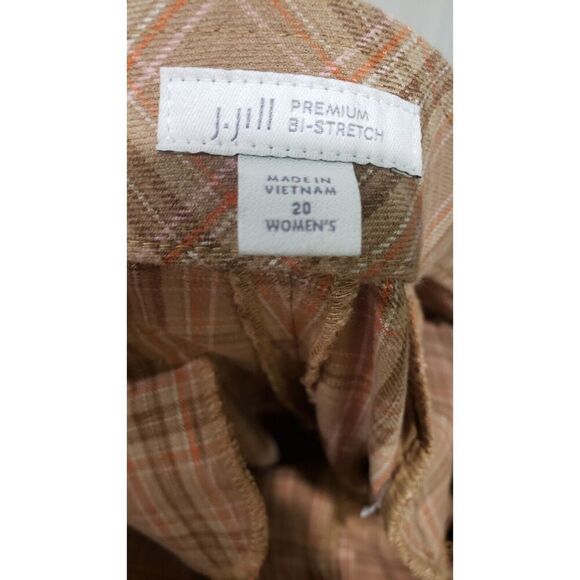 J.Jill PREMIUM
BI-STRETCH
MADE IN
VIETNAM
20
WOMEN'S